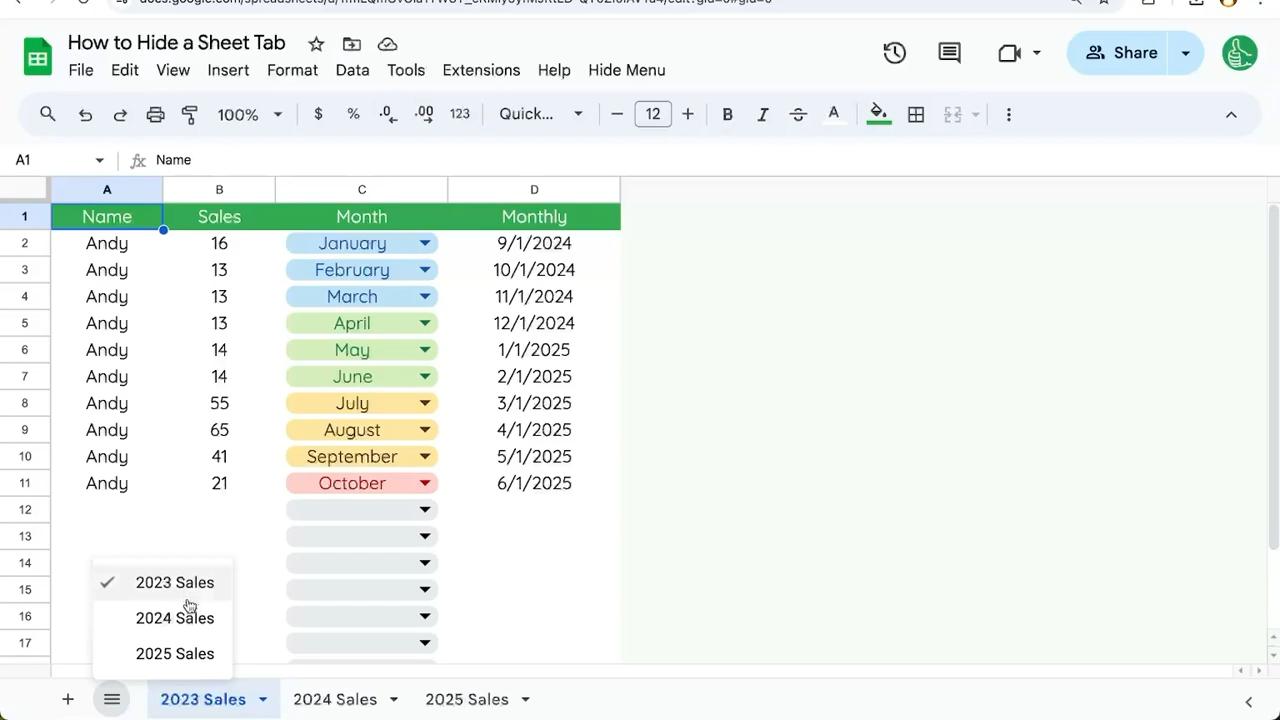 How to Hide a Sheet Tab
File Edit View Insert Format Data Tools Extensions Help Hide Menu
Share
100% $ % .0 .00 123 Quick... 12 B I A
A1 Name
A B C D
1 Name Sales Month Monthly
2 Andy 16 January 9/1/2024
3 Andy 13 February 10/1/2024
4 Andy 13 March 11/1/2024
5 Andy 13 April 12/1/2024
6 Andy 14 May 1/1/2025
7 Andy 14 June 2/1/2025
8 Andy 55 July 3/1/2025
9 Andy 65 August 4/1/2025
10 Andy 41 September 5/1/2025
11 Andy 21 October 6/1/2025
12
13
14
15
16
17
2023 Sales
2024 Sales
2025 Sales
2023 Sales 2024 Sales 2025 Sales